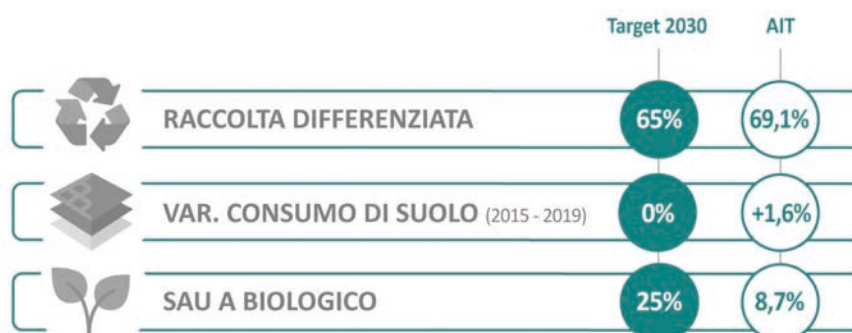 Target 2030 AIT
RACCOLTA DIFFERENZIATA 65% 69,1%
VAR. CONSUMO DI SUOLO (2015 - 2019) 0% +1,6%
SAU A BIOLOGICO 25% 8,7%